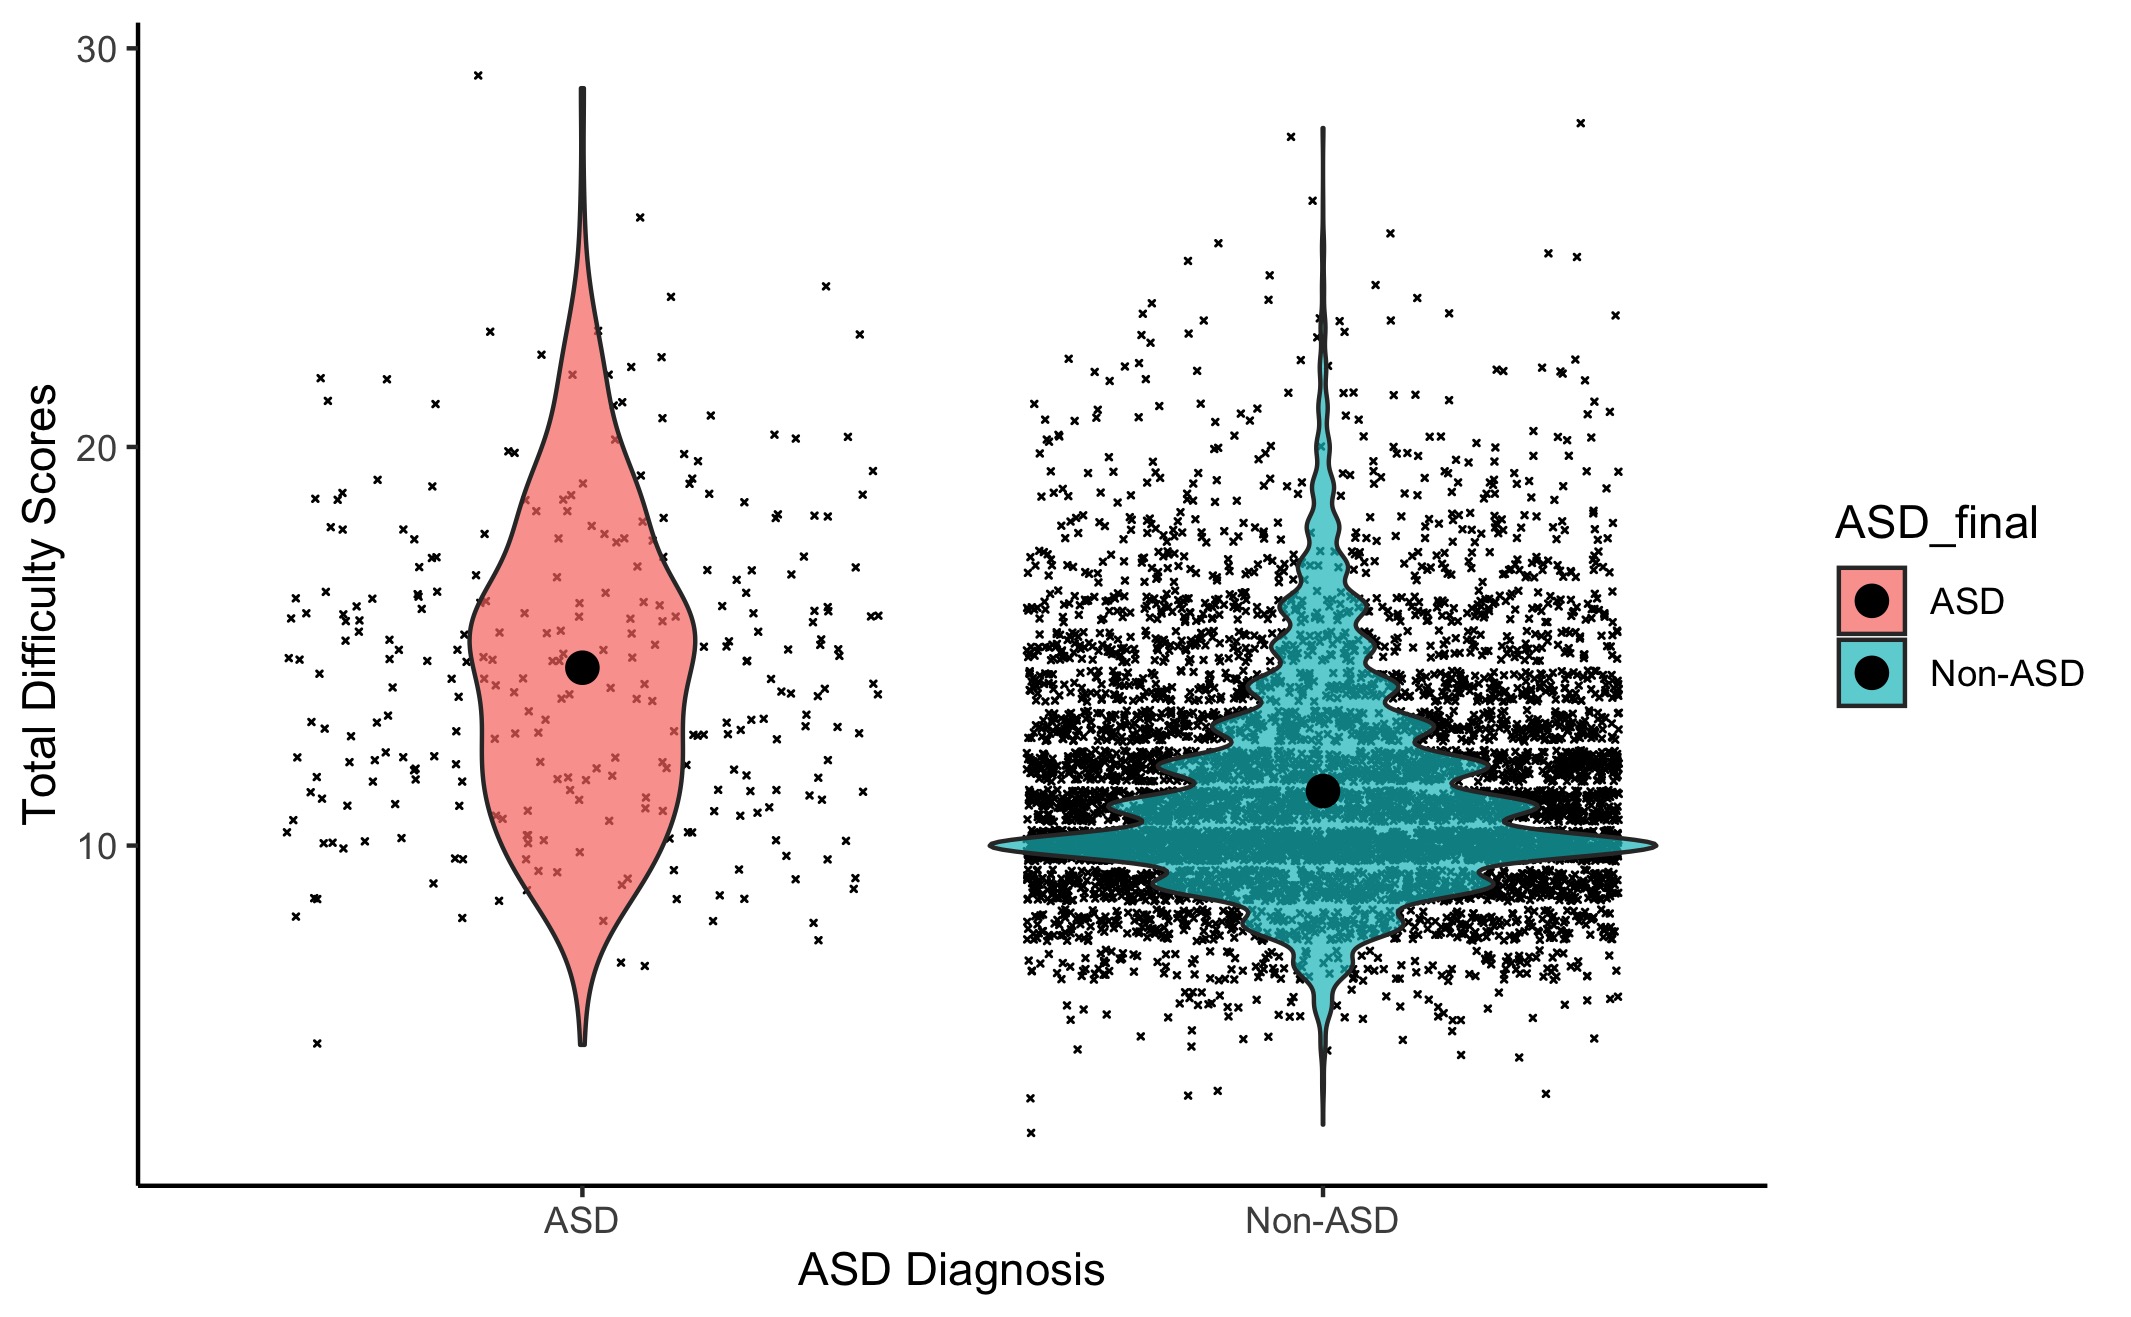 30
20
10
Total Difficulty Scores
ASD
Non-ASD
ASD Diagnosis
ASD_final
ASD
Non-ASD